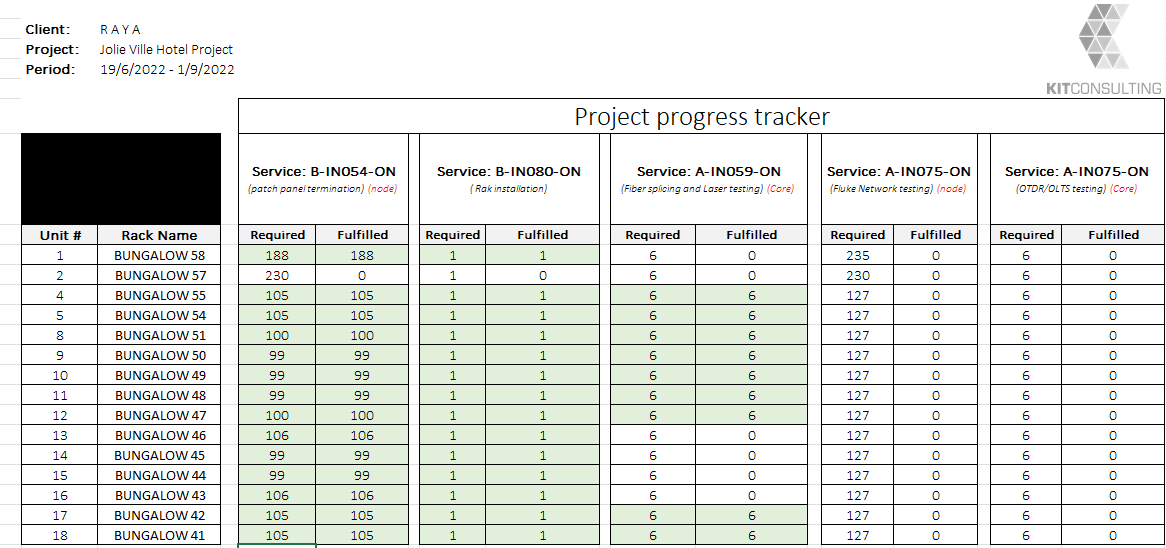 Client: R A Y A
Project: Jolie Ville Hotel Project
Period: 19/6/2022 - 1/9/2022
KITCONSULTING
Project progress tracker
Service: B-IN054-ON Service: B-IN080-ON Service: A-IN059-ON Service: A-IN075-ON Service: A-IN075-ON
(patch panel termination) (node) ( Rak installation) (Fiber splicing and Laser testing) (Core) (Fluke Network testing) (node) (OTDR/OLTS testing) (Core)
Unit # Rack Name Required Fulfilled Required Fulfilled Required Fulfilled Required Fulfilled Required Fulfilled
1 BUNGALOW 58 188 188 1 1 6 0 235 0 6 0
2 BUNGALOW 57 230 0 1 0 6 0 230 0 6 0
4 BUNGALOW 55 105 105 1 1 6 6 127 0 6 0
5 BUNGALOW 54 105 105 1 1 6 6 127 0 6 0
8 BUNGALOW 51 100 100 1 1 6 6 127 0 6 0
9 BUNGALOW 50 99 99 1 1 6 6 127 0 6 0
10 BUNGALOW 49 99 99 1 1 6 6 127 0 6 0
11 BUNGALOW 48 99 99 1 1 6 6 127 0 6 0
12 BUNGALOW 47 100 100 1 1 6 6 127 0 6 0
13 BUNGALOW 46 106 106 1 1 6 0 127 0 6 0
14 BUNGALOW 45 99 99 1 1 6 0 127 0 6 0
15 BUNGALOW 44 99 99 1 1 6 0 127 0 6 0
16 BUNGALOW 43 106 106 1 1 6 0 127 0 6 0
17 BUNGALOW 42 105 105 1 1 6 6 127 0 6 0
18 BUNGALOW 41 105 105 1 1 6 6 127 0 6 0